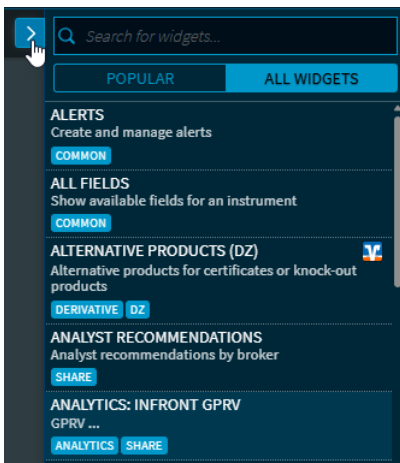 Search for widgets...
POPULAR
ALL WIDGETS
ALERTS
Create and manage alerts
COMMON
ALL FIELDS
Show available fields for an instrument
COMMON
ALTERNATIVE PRODUCTS (DZ)
Alternative products for certificates or knock-out
products
DERIVATIVE DZ
ANALYST RECOMMENDATIONS
Analyst recommendations by broker
SHARE
ANALYTICS: INFRONT GPRV
GPRV ...
ANALYTICS SHARE